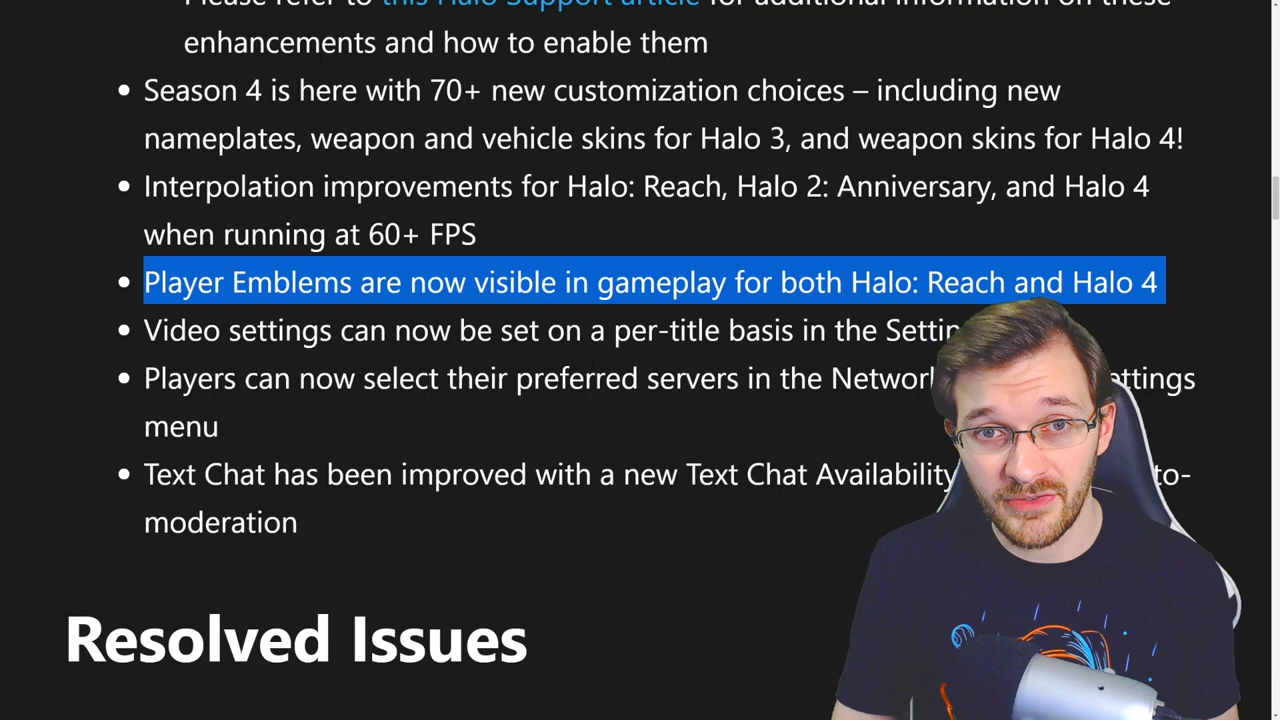 Please refer to this Halo Support article for additional information on these
enhancements and how to enable them
• Season 4 is here with 70+ new customization choices – including new
nameplates, weapon and vehicle skins for Halo 3, and weapon skins for Halo 4!
• Interpolation improvements for Halo: Reach, Halo 2: Anniversary, and Halo 4
when running at 60+ FPS
• Player Emblems are now visible in gameplay for both Halo: Reach and Halo 4
• Video settings can now be set on a per-title basis in the
• Players can now select their preferred servers in the
menu
• Text Chat has been improved with a new Text Chat Availability
moderation
Resolved Issues